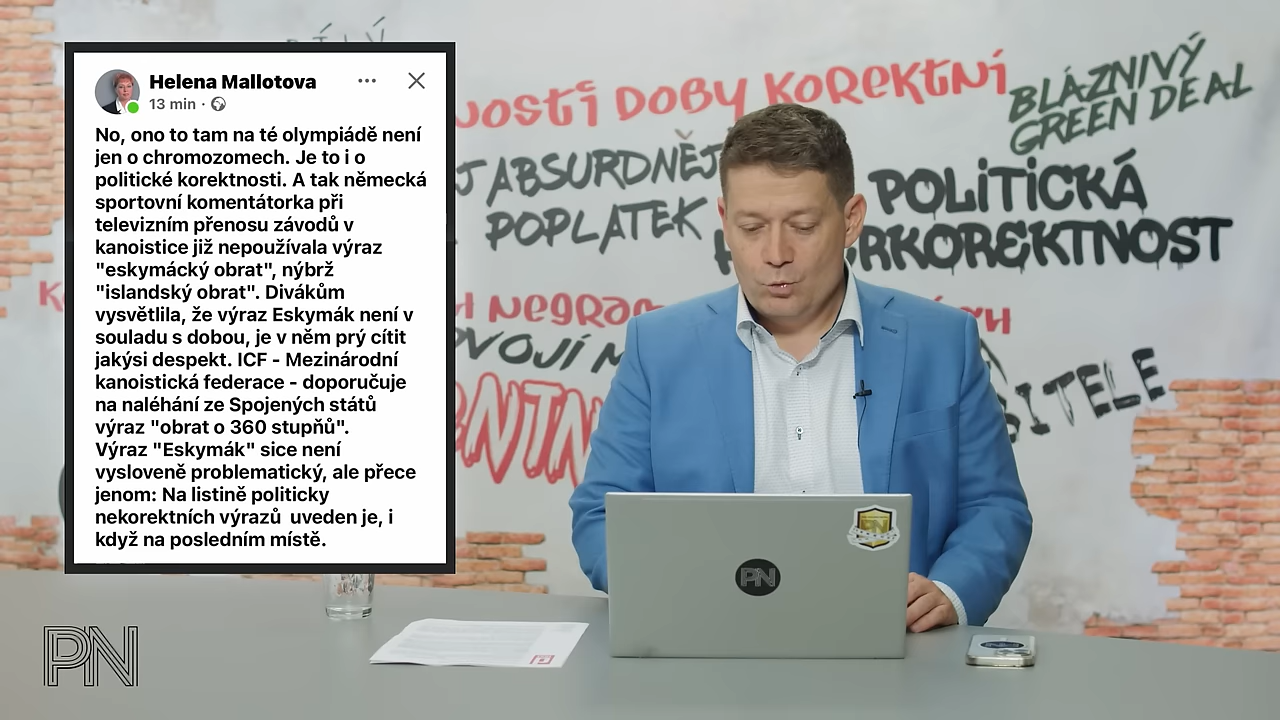 Helena Mallotova
13 min ·
No, ono to tam na té olympiádě není
jen o chromozomech. Je to i o
politické korektnosti. A tak německá
sportovní komentátorka při
televizním přenosu závodů v
kanoistice již nepoužívala výraz
"eskymácký obrat", nýbrž
"islandský obrat". Divákům
vysvětlila, že výraz Eskymák není v
souladu s dobou, je v něm prý cítit
jakýsi despekt. ICF - Mezinárodní
kanoistická federace - doporučuje
na naléhání ze Spojených států
výraz "obrat o 360 stupňů".
Výraz "Eskymák" sice není
vysloveně problematický, ale přece
jenom: Na listině politicky
nekorektních výrazů uveden je, i
když na posledním místě.
DOBY KOREKTNÍ
BLÁZNIVÝ
GREEN DEAL
POPLATEK
POLITICKÁ
PN
PN
PN